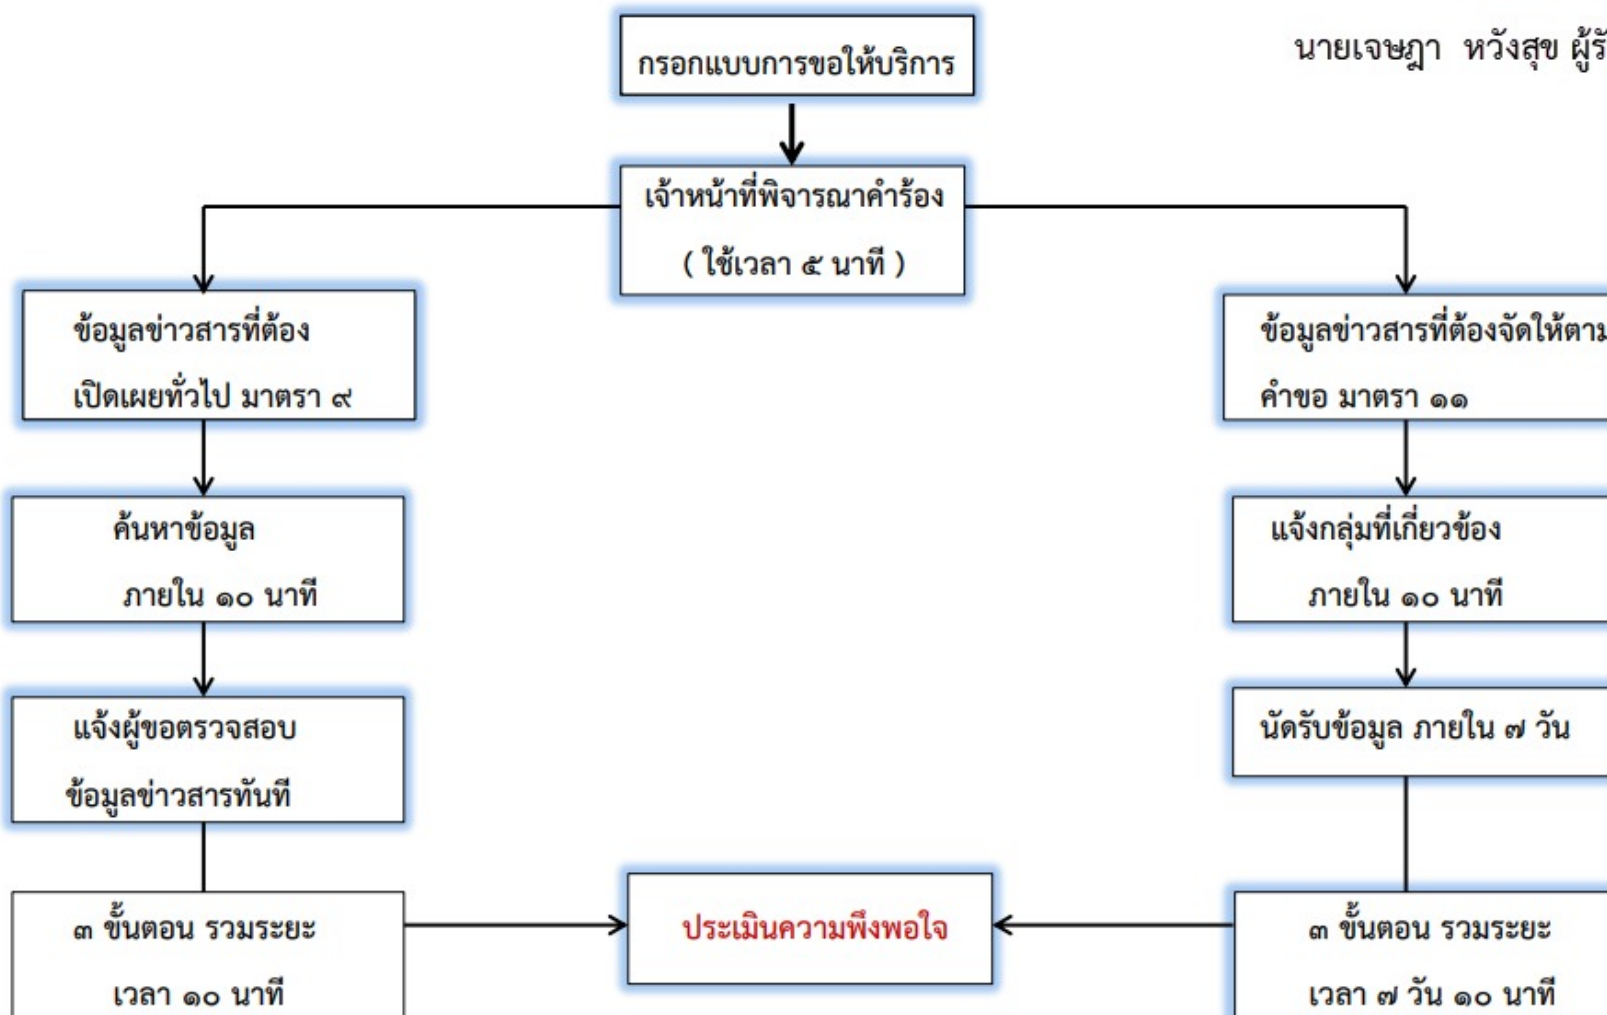 กรอกแบบการขอให้บริการ
นายเจษฎา หวังสุข
เจ้าหน้าที่พิจารณาคำร้อง
( ใช้เวลา ๕ นาที )
ข้อมูลข่าวสารที่ต้อง
เปิดเผยทั่วไป มาตรา ๙
ข้อมูลข่าวสารที่ต้องจัดให้ตาม
คำขอ มาตรา ๑๑
ค้นหาข้อมูล
ภายใน ๑๐ นาที
แจ้งกลุ่มที่เกี่ยวข้อง
ภายใน ๑๐ นาที
แจ้งผู้ขอตรวจสอบ
ข้อมูลข่าวสารทันที
นัดรับข้อมูล ภายใน ๗ วัน
๓ ขั้นตอน รวมระยะ
เวลา ๑๐ นาที
ประเมินความพึงพอใจ
๓ ขั้นตอน รวมระยะ
เวลา ๗ วัน ๑๐ นาที